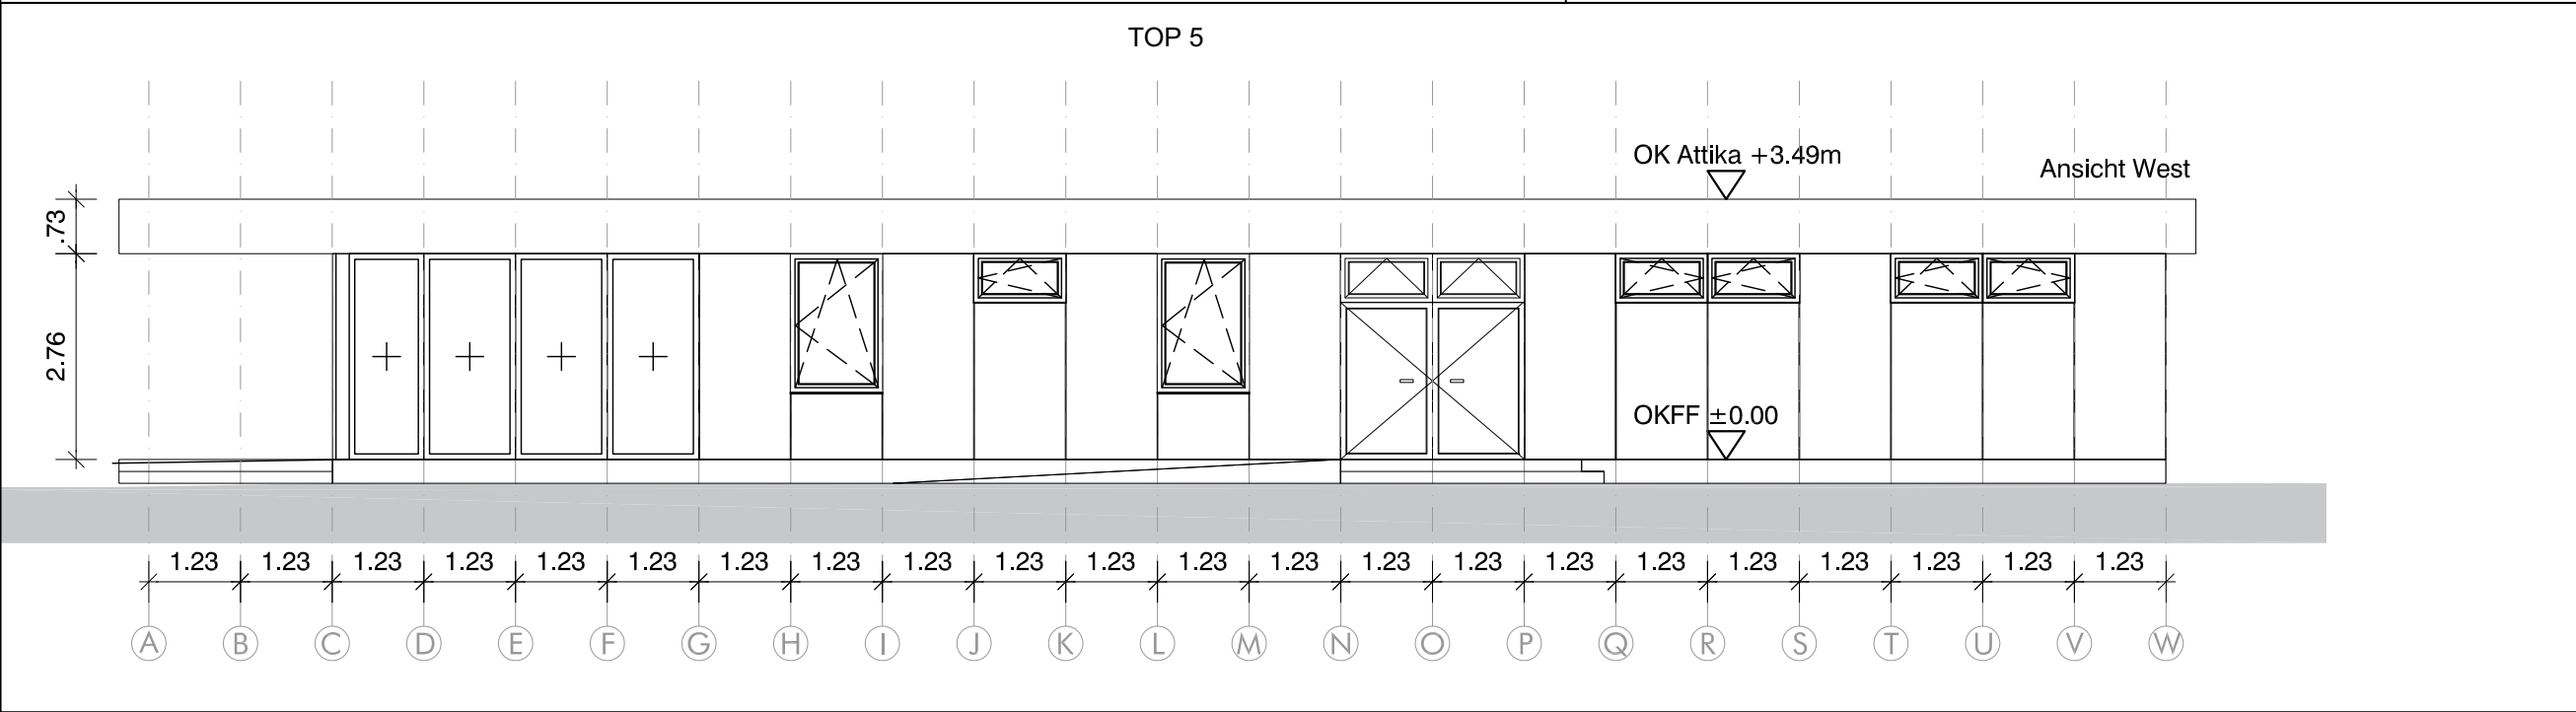 TOP 5
OK Attika +3.49m
Ansicht West
.73
2.76
OKFF ±0.00
1.23 1.23 1.23 1.23 1.23 1.23 1.23 1.23 1.23 1.23 1.23 1.23 1.23 1.23 1.23 1.23 1.23 1.23 1.23 1.23 1.23 1.23
A B C D E F G H I J K L M N O P Q R S T U V W